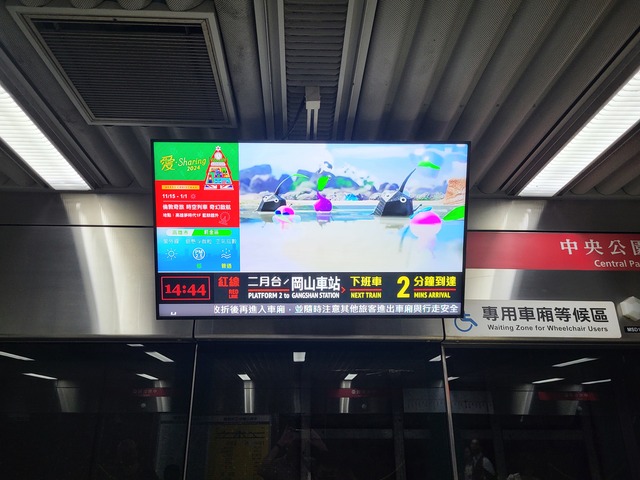 愛·Sharing
2024
11/15 - 1/1
14:44
紅線
RED LINE
二月台/岡山車站
PLATFORM 2 to GANGSHAN STATION
下班車
NEXT TRAIN
2
分鐘到達
MINS ARRIVAL
收折後再進入車廂,並隨時注意其他旅客進出車廂與行走安全
中央公園
Central Pa
專用車廂等候區
Waiting Zone for Wheelchair Users